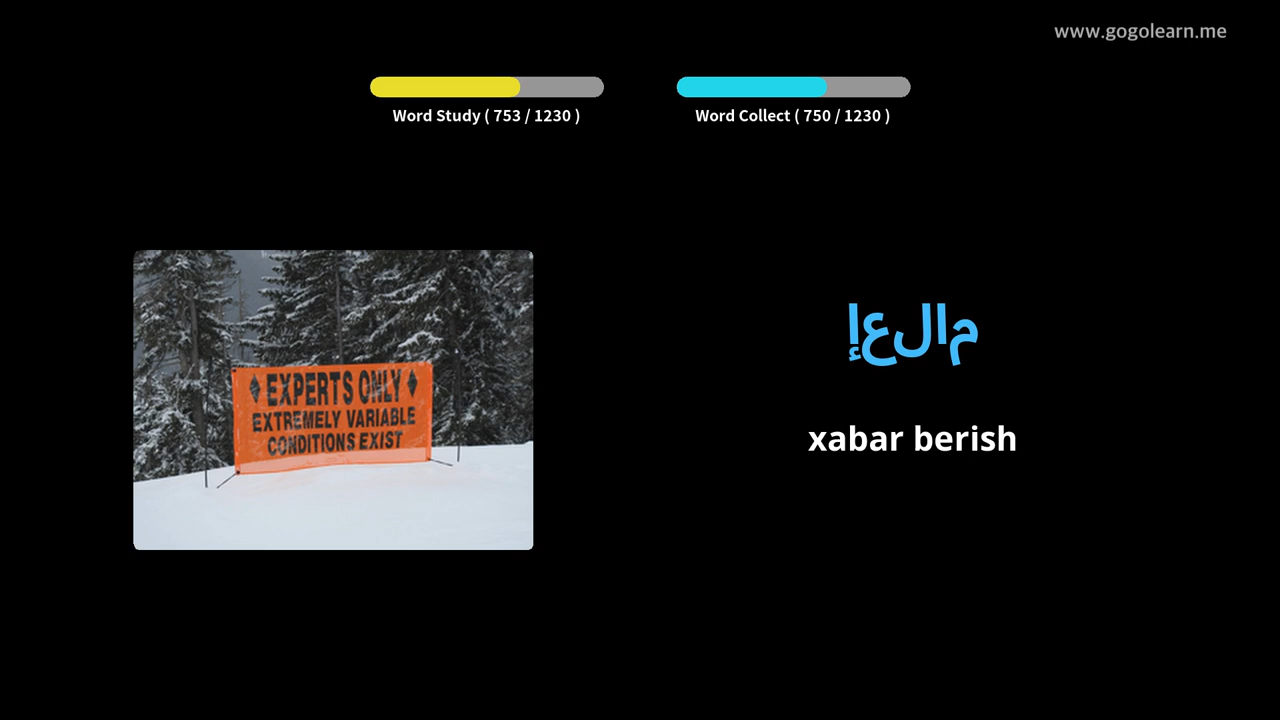 www.gogolearn.me
Word Study ( 753 / 1230 )
Word Collect ( 750 / 1230 )
EXPERTS ONLY
EXTREMELY VARIABLE
CONDITIONS EXIST
إعلام
xabar berish